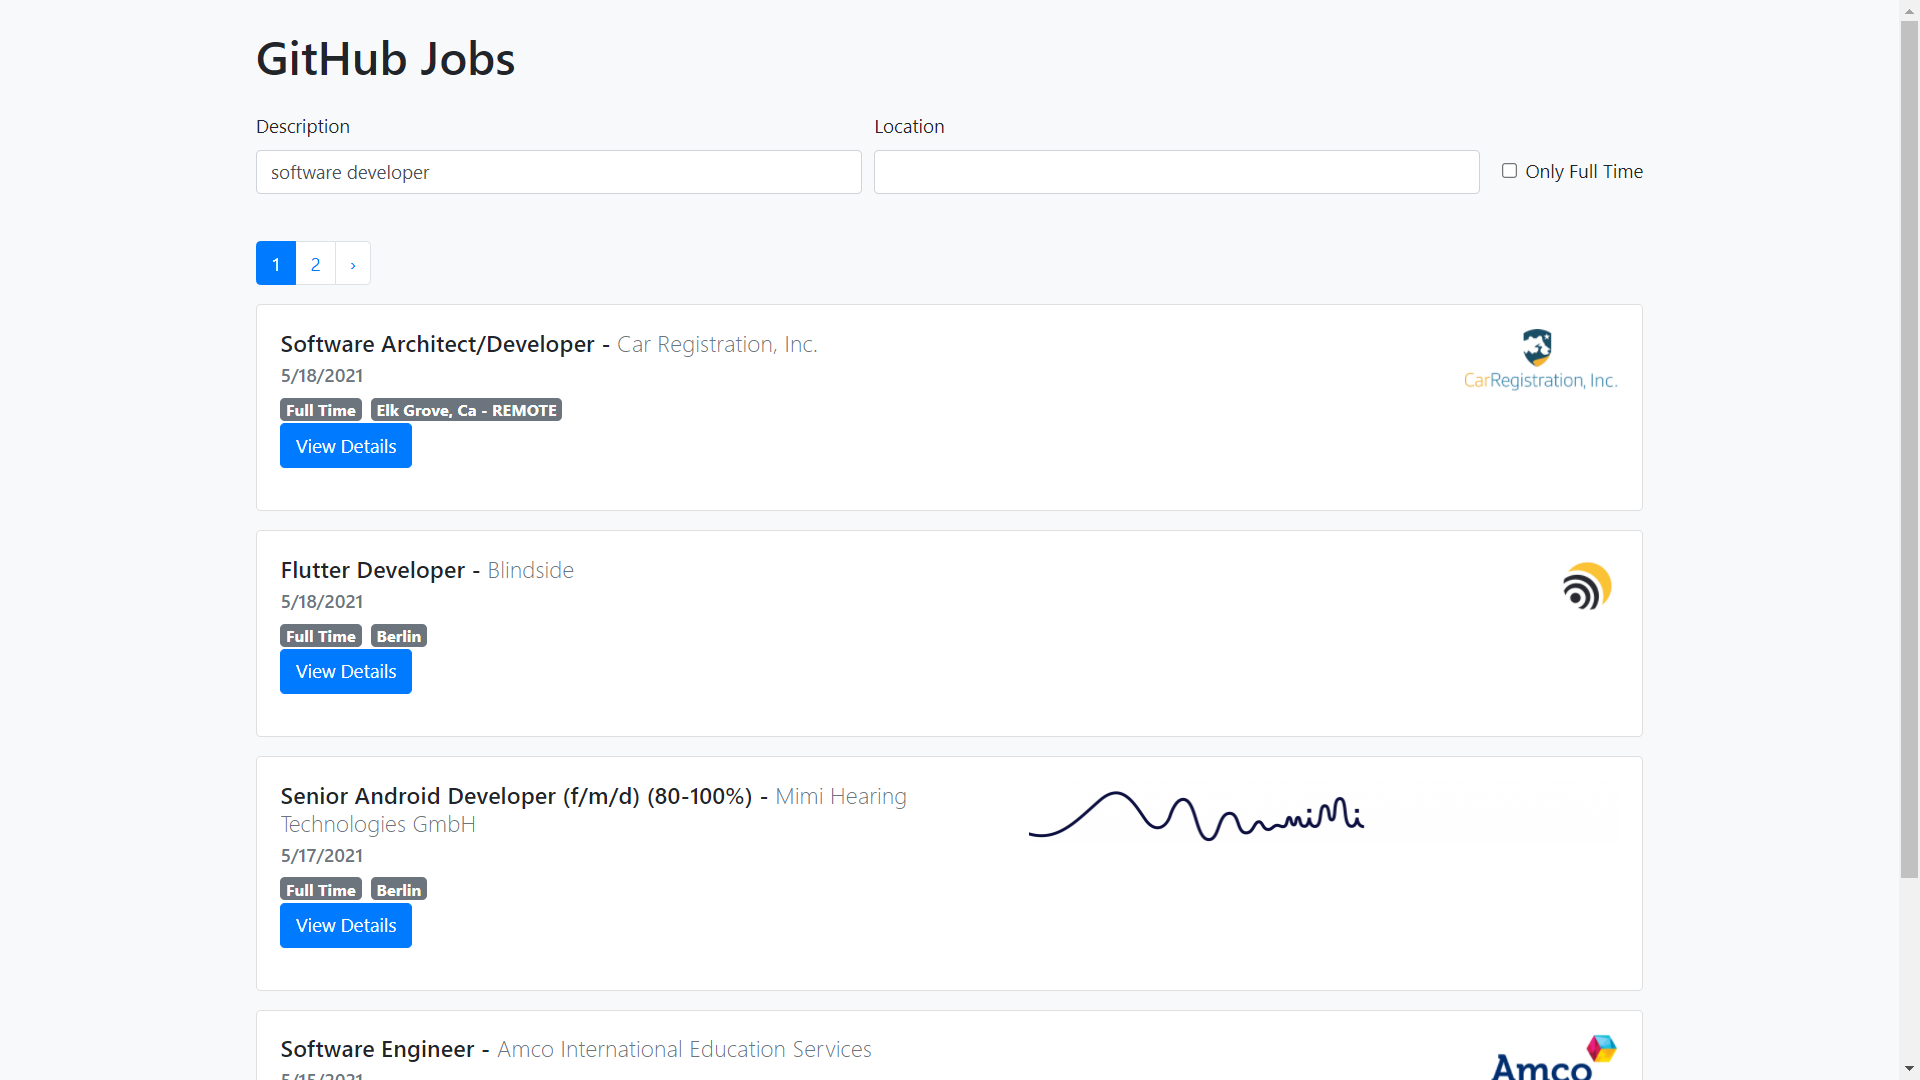 GitHub Jobs
Description
Location
software developer
Only Full Time
1 2 ›
Software Architect/Developer - Car Registration, Inc.
5/18/2021
Full Time Elk Grove, Ca - REMOTE
View Details
CarRegistration, Inc.
Flutter Developer - Blindside
5/18/2021
Full Time Berlin
View Details
Senior Android Developer (f/m/d) (80-100%) - Mimi Hearing
Technologies GmbH
5/17/2021
Full Time Berlin
View Details
mimi
Software Engineer - Amco International Education Services
5/15/2021
Amco